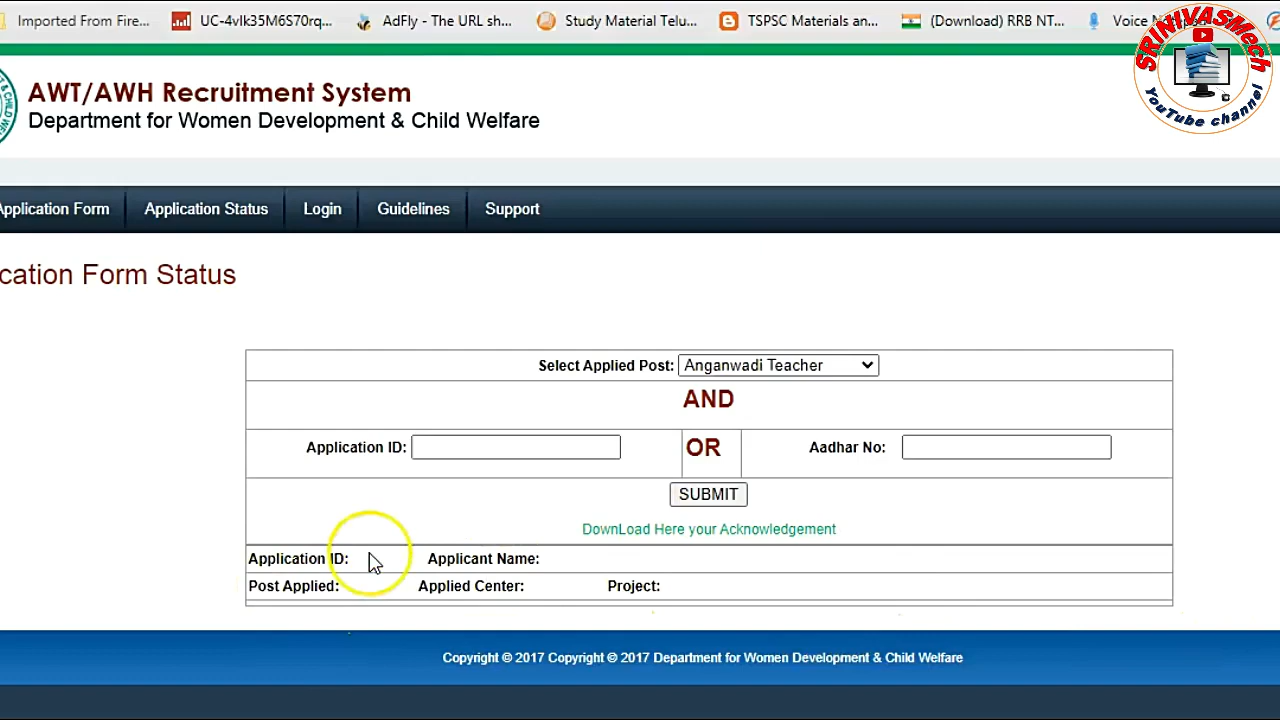 Imported From Fire...
UC-4vlk35M6S70rq...
AdFly - The URL sh...
Study Material Telu...
TSPSC Materials an...
(Download) RRB NT...
SRINIVASMech
YouTube channel
AWT/AWH Recruitment System
Department for Women Development & Child Welfare
Application Form
Application Status
Login
Guidelines
Support
cation Form Status
Select Applied Post: Anganwadi Teacher
AND
Application ID:
OR
Aadhar No:
SUBMIT
DownLoad Here your Acknowledgement
Application ID: Applicant Name:
Post Applied: Applied Center: Project:
Copyright © 2017 Copyright © 2017 Department for Women Development & Child Welfare